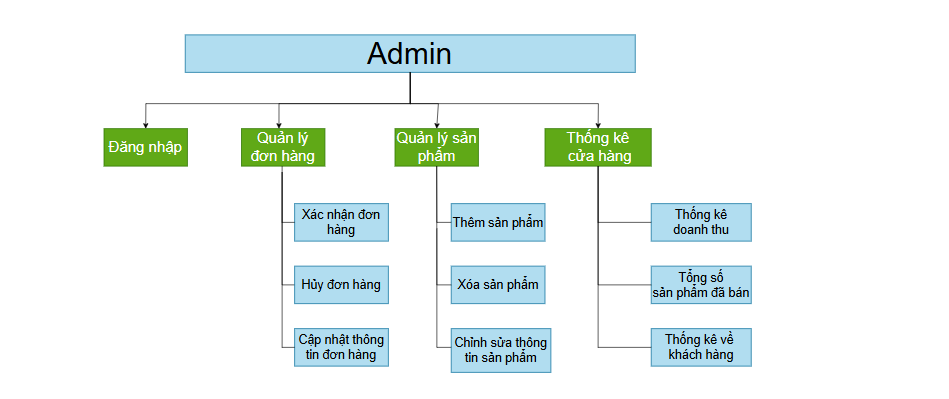 Admin
Đăng nhập
Quản lý
đơn hàng
Quản lý sản
phẩm
Thống kê
cửa hàng
Xác nhận đơn
hàng
Thêm sản phẩm
Thống kê
doanh thu
Hủy đơn hàng
Xóa sản phẩm
Tổng số
sản phẩm đã bán
Cập nhật thông
tin đơn hàng
Chỉnh sửa thông
tin sản phẩm
Thống kê về
khách hàng